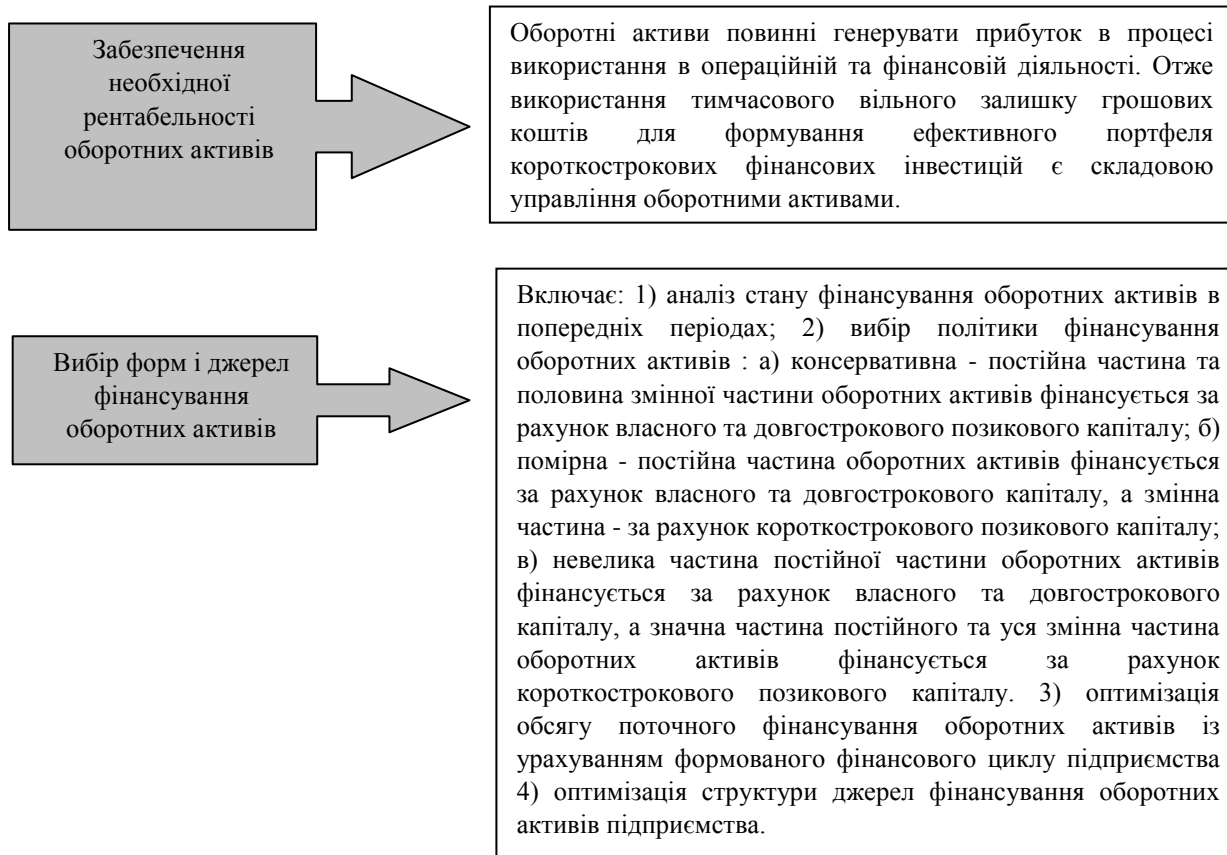 Забезпечення
необхідної
рентабельності
оборотних активів
Оборотні активи повинні генерувати прибуток в процесі
використання в операційній та фінансовій діяльності. Отже
використання тимчасового вільного залишку грошових
коштів для формування ефективного портфеля
короткострокових фінансових інвестицій є складовою
управління оборотними активами.
Вибір форм і джерел
фінансування
оборотних активів
Включає: 1) аналіз стану фінансування оборотних активів в
попередніх періодах; 2) вибір політики фінансування
оборотних активів : а) консервативна - постійна частина та
половина змінної частини оборотних активів фінансується за
рахунок власного та довгострокового позикового капіталу; б)
помірна - постійна частина оборотних активів фінансується
за рахунок власного та довгострокового капіталу, а змінна
частина - за рахунок короткострокового позикового капіталу;
в) невелика частина постійної частини оборотних активів
фінансується за рахунок власного та довгострокового
капіталу, а значна частина постійного та уся змінна частина
оборотних активів фінансується за рахунок
короткострокового позикового капіталу. 3) оптимізація
обсягу поточного фінансування оборотних активів із
урахуванням формованого фінансового циклу підприємства
4) оптимізація структури джерел фінансування оборотних
активів підприємства.